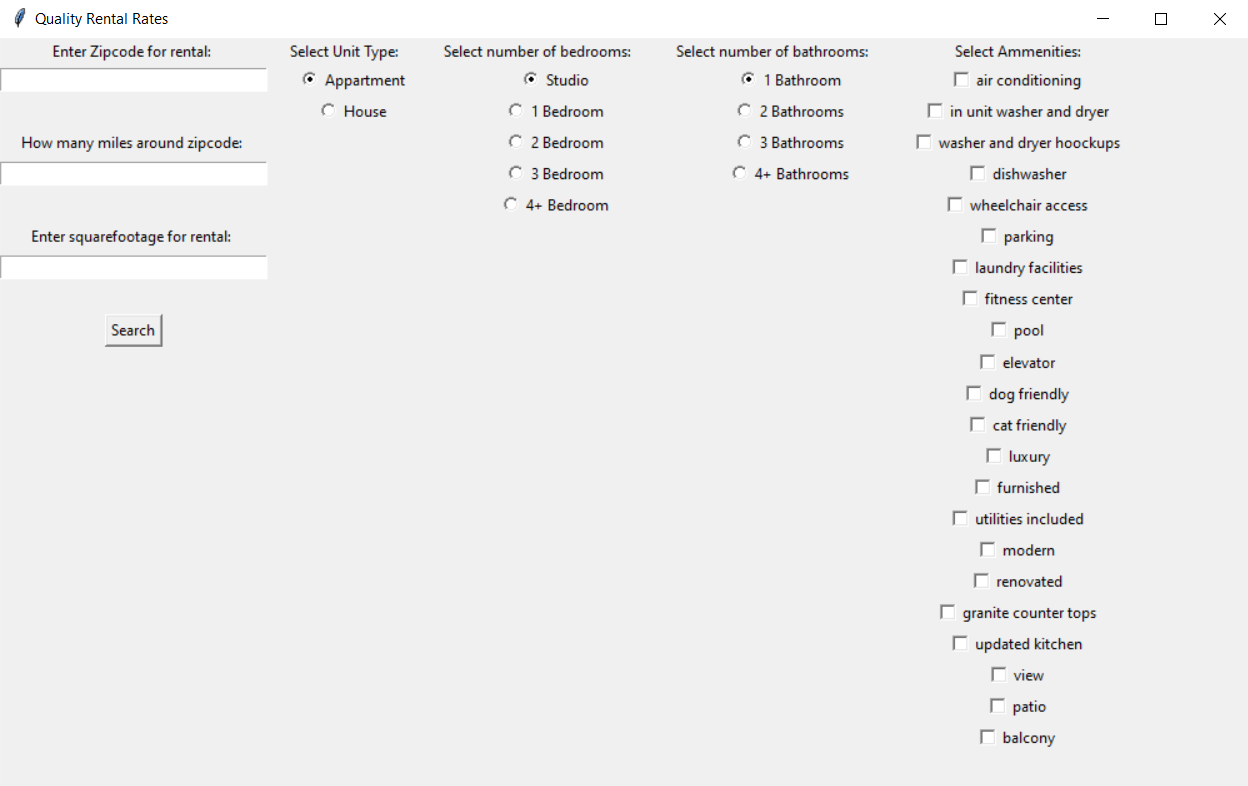 Quality Rental Rates
Enter Zipcode for rental:
How many miles around zipcode:
Enter squarefootage for rental:
Search
Select Unit Type:
Appartment
House
Select number of bedrooms:
Studio
1 Bedroom
2 Bedroom
3 Bedroom
4+ Bedroom
Select number of bathrooms:
1 Bathroom
2 Bathrooms
3 Bathrooms
4+ Bathrooms
Select Ammenities:
air conditioning
in unit washer and dryer
washer and dryer hoockups
dishwasher
wheelchair access
parking
laundry facilities
fitness center
pool
elevator
dog friendly
cat friendly
luxury
furnished
utilities included
modern
renovated
granite counter tops
updated kitchen
view
patio
balcony